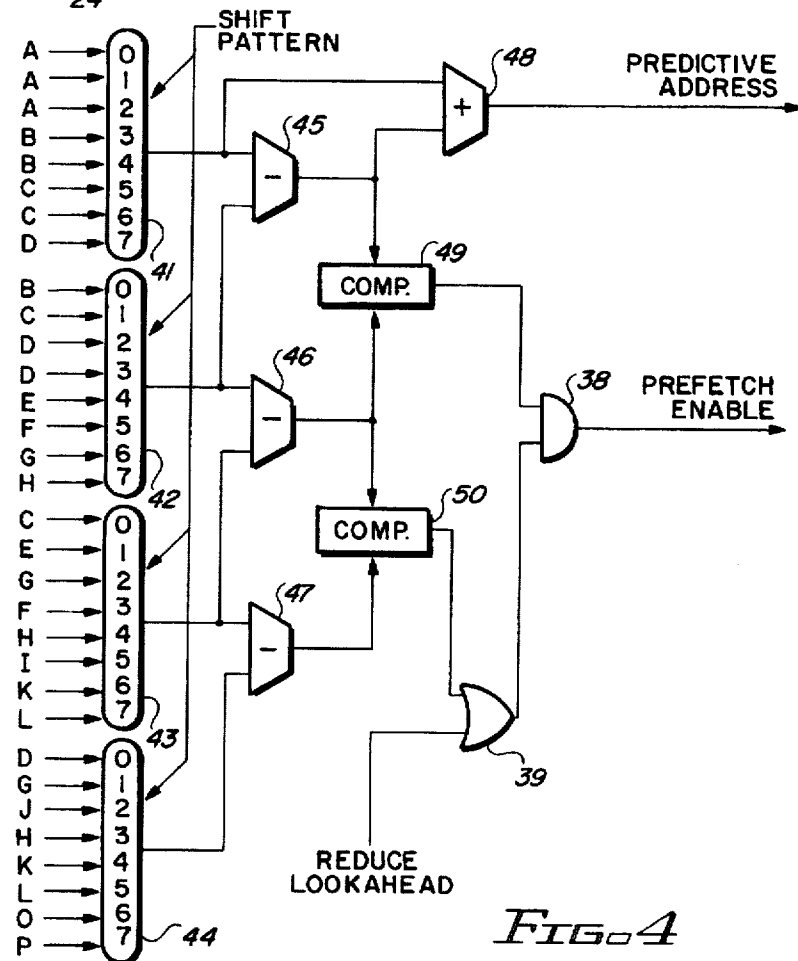 24
SHIFT
PATTERN
A 0
A 1
A 2
B 3
B 4
C 5
C 6
D 7
41
45
48
PREDICTIVE
ADDRESS
+
−
49
COMP.
B 0
C 1
D 2
D 3
E 4
F 5
G 6
H 7
42
46
−
38
PREFETCH
ENABLE
50
COMP.
C 0
E 1
G 2
F 3
H 4
I 5
K 6
L 7
43
47
−
39
D 0
G 1
J 2
H 3
K 4
L 5
O 6
P 7
44
REDUCE
LOOKAHEAD
FIG. 4